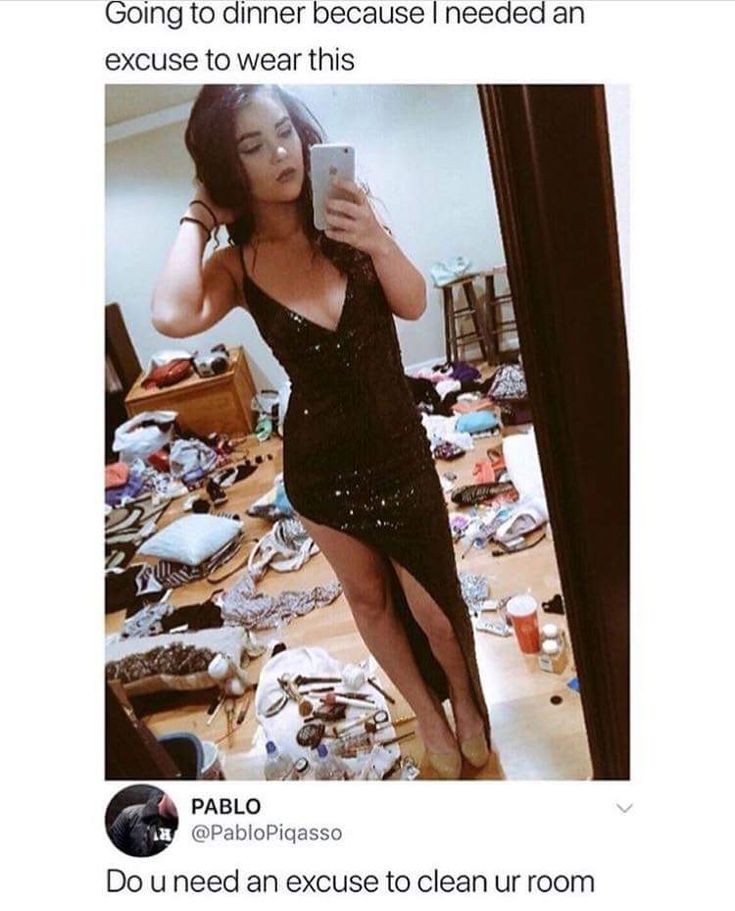 Going to dinner because I needed an
excuse to wear this
PABLO
@PabloPiqasso
Do u need an excuse to clean ur room